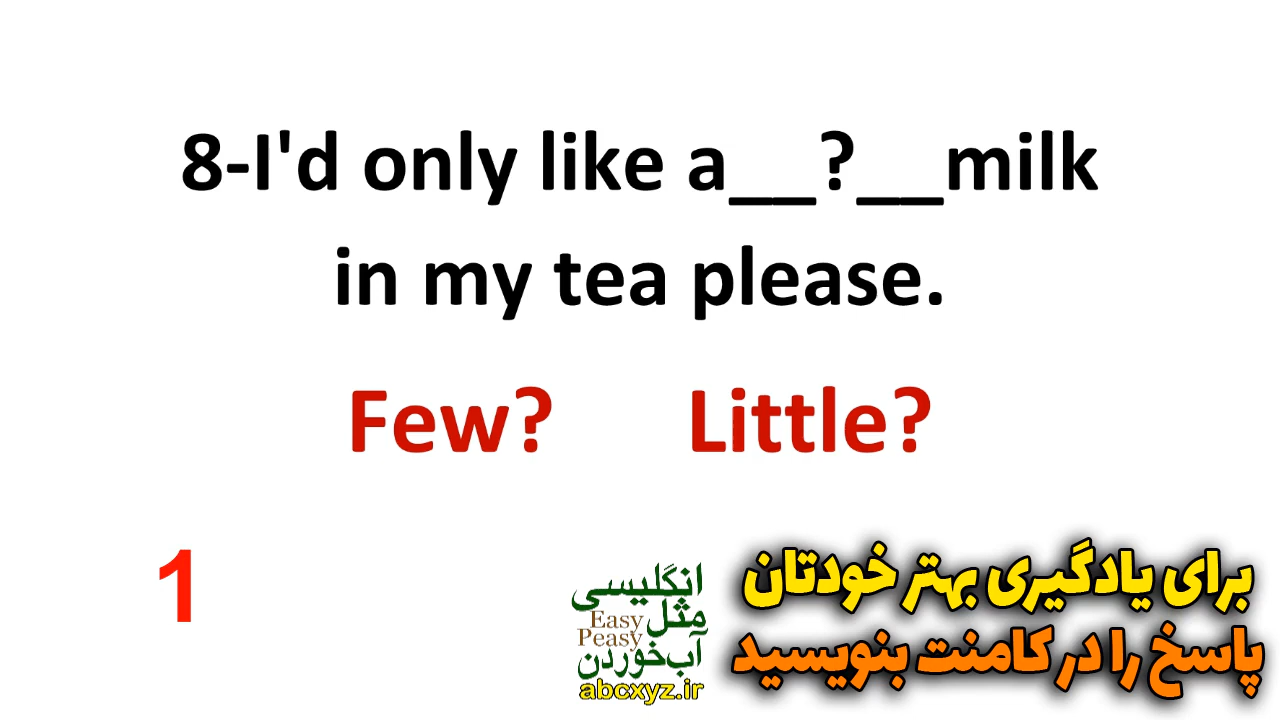 8-I'd only like a__?__milk
in my tea please.
Few? Little?
1
برای یادگیری بهتر خودتان
پاسخ را در کامنت بنویسید
انگلیسی
مثل
Easy
Peasy
آب‌خوردن
abcxyz.ir